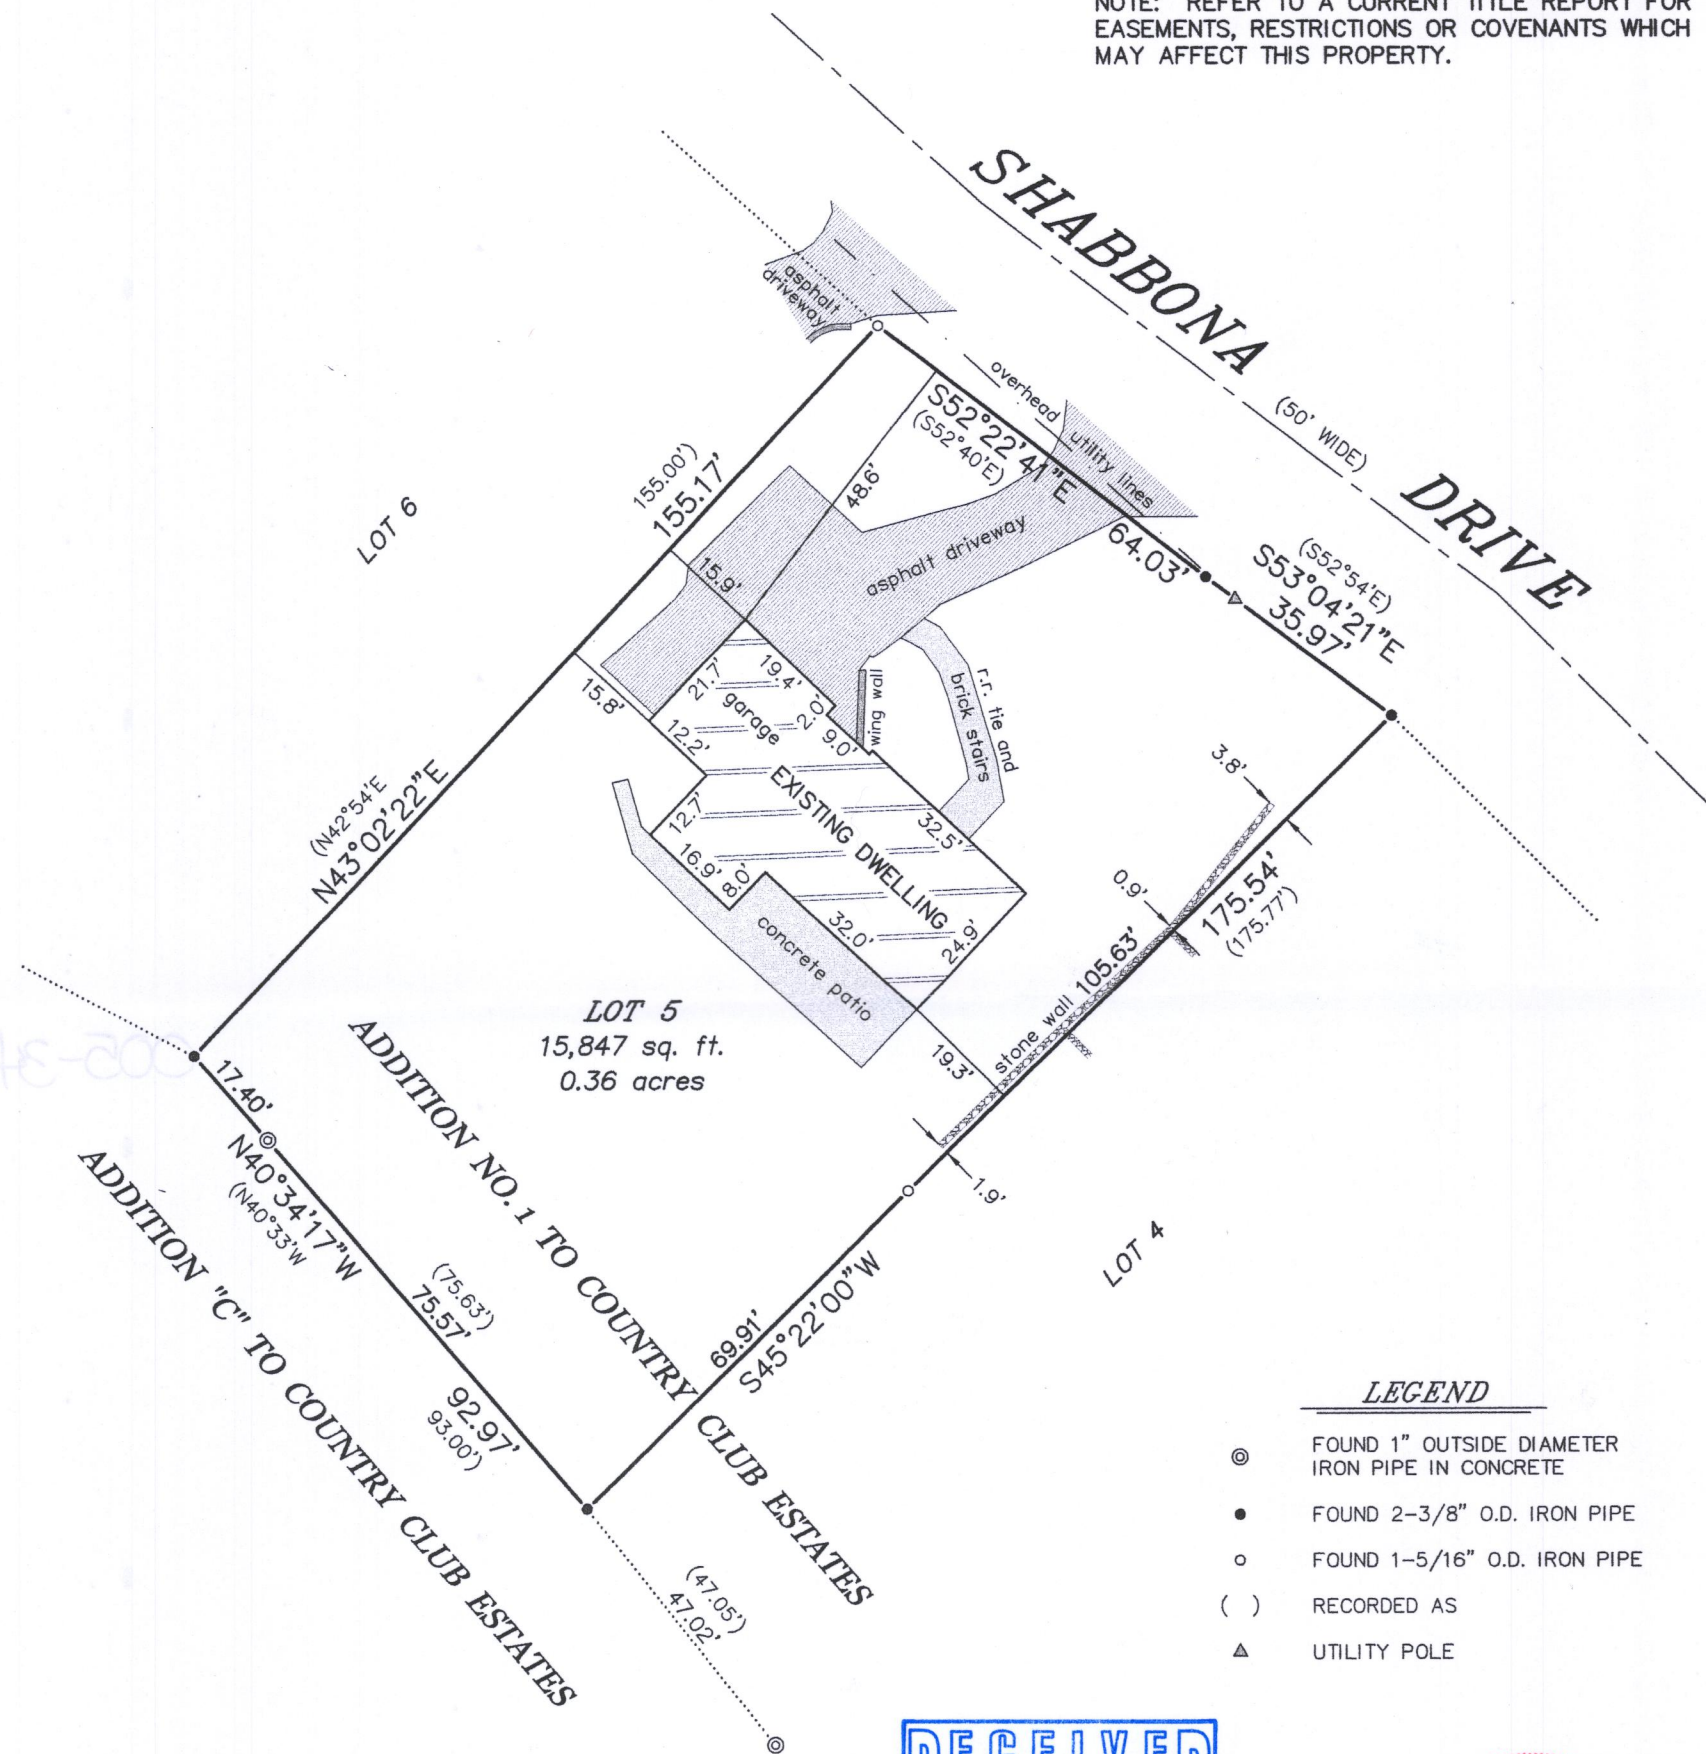 NOTE: REFER TO A CURRENT TITLE REPORT FOR
EASEMENTS, RESTRICTIONS OR COVENANTS WHICH
MAY AFFECT THIS PROPERTY.
SHABBONA DRIVE
(50' WIDE)
asphalt
driveway
overhead utility lines
S52°22'41"E
(S52°40'E)
64.03'
(S52°54'E)
S53°04'21"E
35.97'
LOT 6
155.00')
155.17'
48.6'
asphalt driveway
15.9'
15.8'
21.7'
19.4'
garage
2.0'
9.0'
12.2'
wing wall
r.r. tie and
brick stairs
EXISTING DWELLING
32.5'
12.7'
16.9'
8.0'
32.0'
24.9'
concrete patio
19.3'
3.8'
0.9'
175.54'
(175.77')
stone wall
105.63'
1.9'
(N42°54'E
N43°02'22"E
LOT 5
15,847 sq. ft.
0.36 acres
17.40'
N40°34'17"W
(N40°33'W
(75.63')
75.57'
92.97'
93.00')
ADDITION NO. 1 TO COUNTRY CLUB ESTATES
ADDITION "C" TO COUNTRY CLUB ESTATES
69.91'
S45°22'00"W
LOT 4
(47.05')
47.02'
LEGEND
FOUND 1" OUTSIDE DIAMETER
IRON PIPE IN CONCRETE
FOUND 2-3/8" O.D. IRON PIPE
FOUND 1-5/16" O.D. IRON PIPE
( ) RECORDED AS
UTILITY POLE
RECEIVED